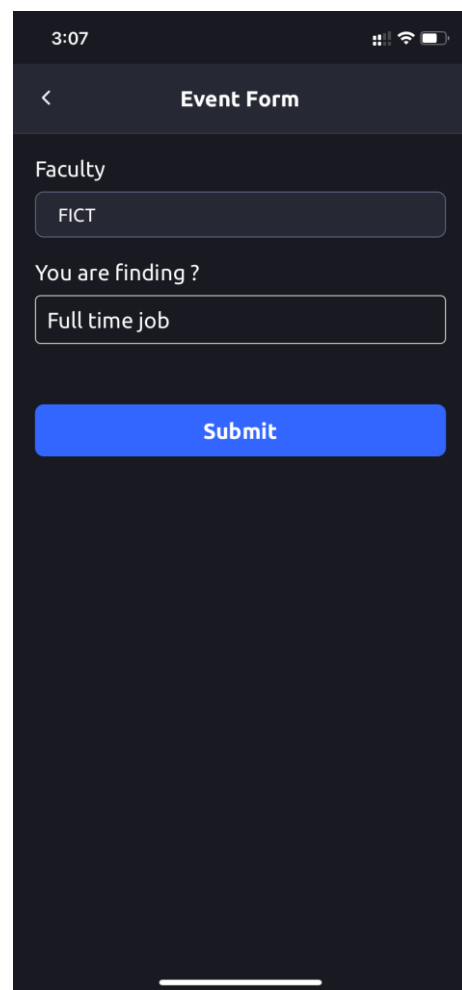 3:07
Event Form
Faculty
FICT
You are finding ?
Full time job
Submit